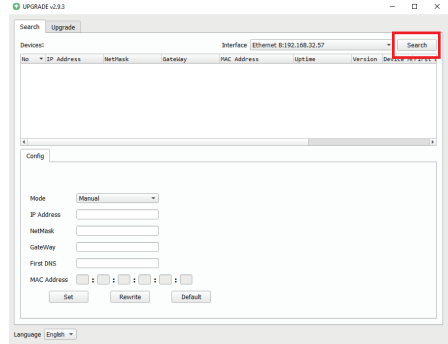 UPGRADE v2.9.3
Search Upgrade
Devices: Interface Ethernet 8:192.168.32.57 Search
No IP Address NetMask GateWay MAC Address Uptime Version
Config
Mode Manual
IP Address
NetMask
GateWay
First DNS
MAC Address : : : : :
Set Rewrite Default
Language English